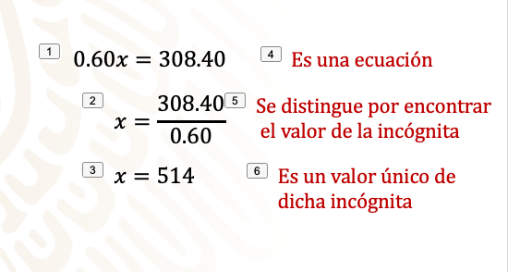 1 0.60x = 308.40 4 Es una ecuación
2 x = 308.40/0.60 5 Se distingue por encontrar
el valor de la incógnita
3 x = 514 6 Es un valor único de
dicha incógnita